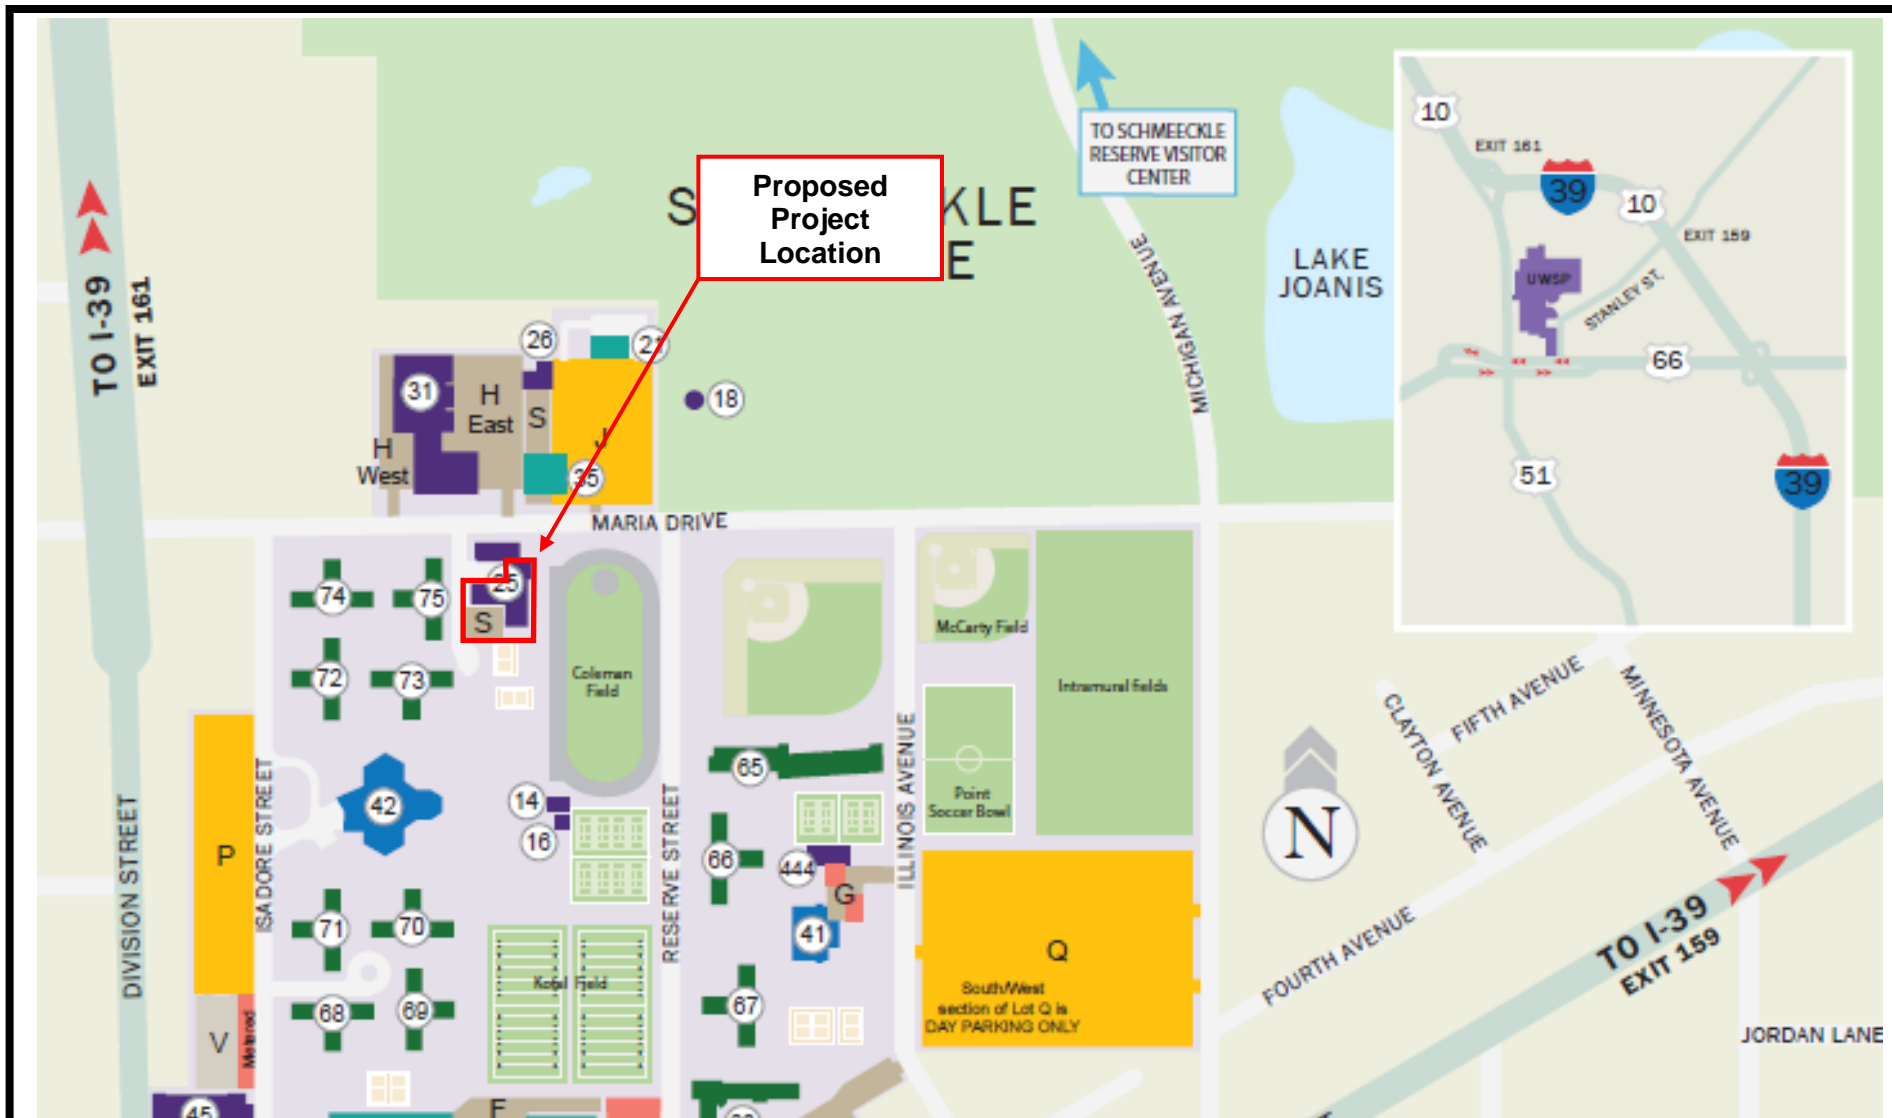 TO SCHMEECKLE
RESERVE VISITOR
CENTER
Proposed
Project
Location
S
KLE
E
10
EXIT 161
39
10
EXIT 159
UWSP
STANLEY ST.
66
51
39
TO I-39
EXIT 161
MICHIGAN AVENUE
LAKE
JOANIS
26
21
31
H
East
S
J
18
H
West
35
MARIA DRIVE
74
75
25
S
72
73
Coleman
Field
McCarty Field
Intramural fields
CLAYTON AVENUE
FIFTH AVENUE
MINNESOTA AVENUE
DIVISION STREET
ISADORE STREET
RESERVE STREET
ILLINOIS AVENUE
42
14
16
65
Point
Soccer Bowl
N
P
66
444
G
41
71
70
Q
South/West
section of Lot Q is
DAY PARKING ONLY
FOURTH AVENUE
TO I-39
EXIT 159
Kotal Field
68
69
67
V
Metered
JORDAN LANE
45
F